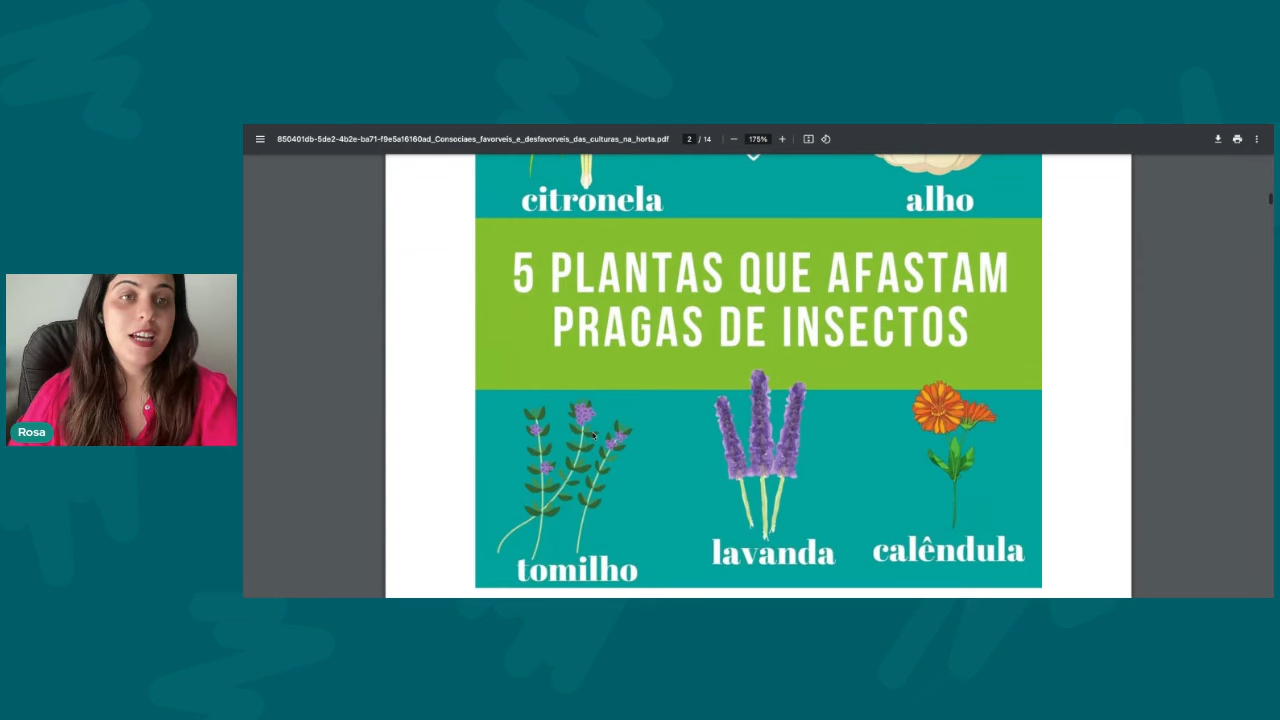 850401db-5de2-4b2e-ba71-f9e5a16160ad_Consociaes_favorveis_e_desfavorveis_das_culturas_na_horta.pdf
2 / 14
175%
citronela
alho
5 PLANTAS QUE AFASTAM
PRAGAS DE INSECTOS
Rosa
tomilho
lavanda
calêndula